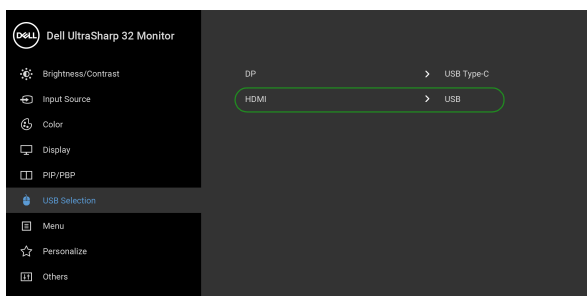 DELL Dell UltraSharp 32 Monitor
Brightness/Contrast
DP > USB Type-C
Input Source
HDMI > USB
Color
Display
PIP/PBP
USB Selection
Menu
Personalize
Others